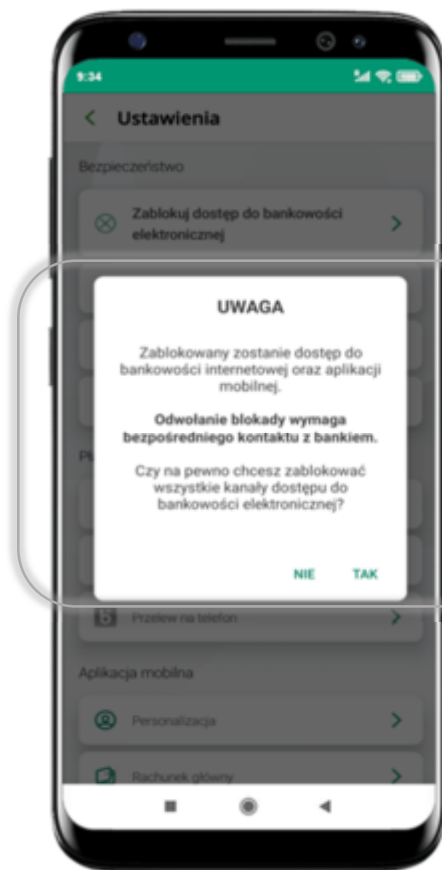 9:34
Ustawienia
Bezpieczeństwo
Zablokuj dostęp do bankowości
elektronicznej
UWAGA
Zablokowany zostanie dostęp do
bankowości internetowej oraz aplikacji
mobilnej.
Odwołanie blokady wymaga
bezpośredniego kontaktu z bankiem.
Czy na pewno chcesz zablokować
wszystkie kanały dostępu do
bankowości elektronicznej?
NIE TAK
Przelew na telefon
Aplikacja mobilna
Personalizacja
Rachunek główny